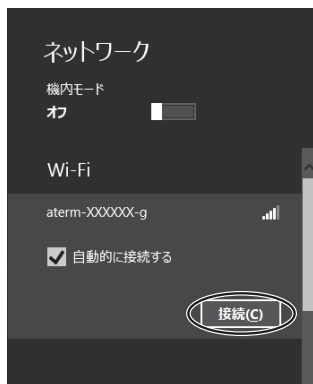 ネットワーク
機内モード
オフ
Wi-Fi
aterm-XXXXXX-g
自動的に接続する
接続(C)